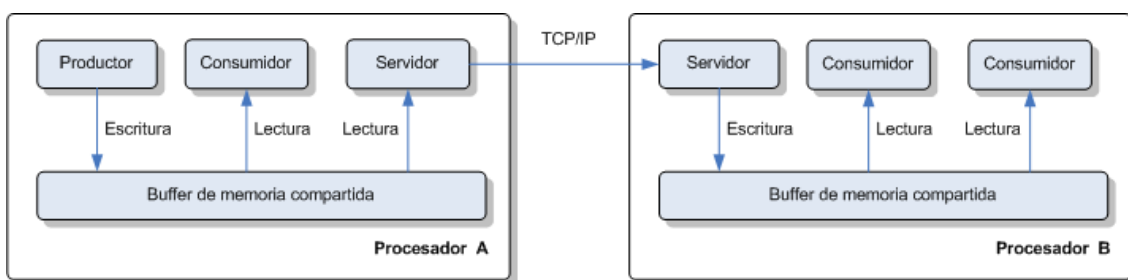 TCP/IP
Productor Consumidor Servidor Servidor Consumidor Consumidor
Escritura Lectura Lectura Escritura Lectura Lectura
Buffer de memoria compartida Buffer de memoria compartida
Procesador A Procesador B